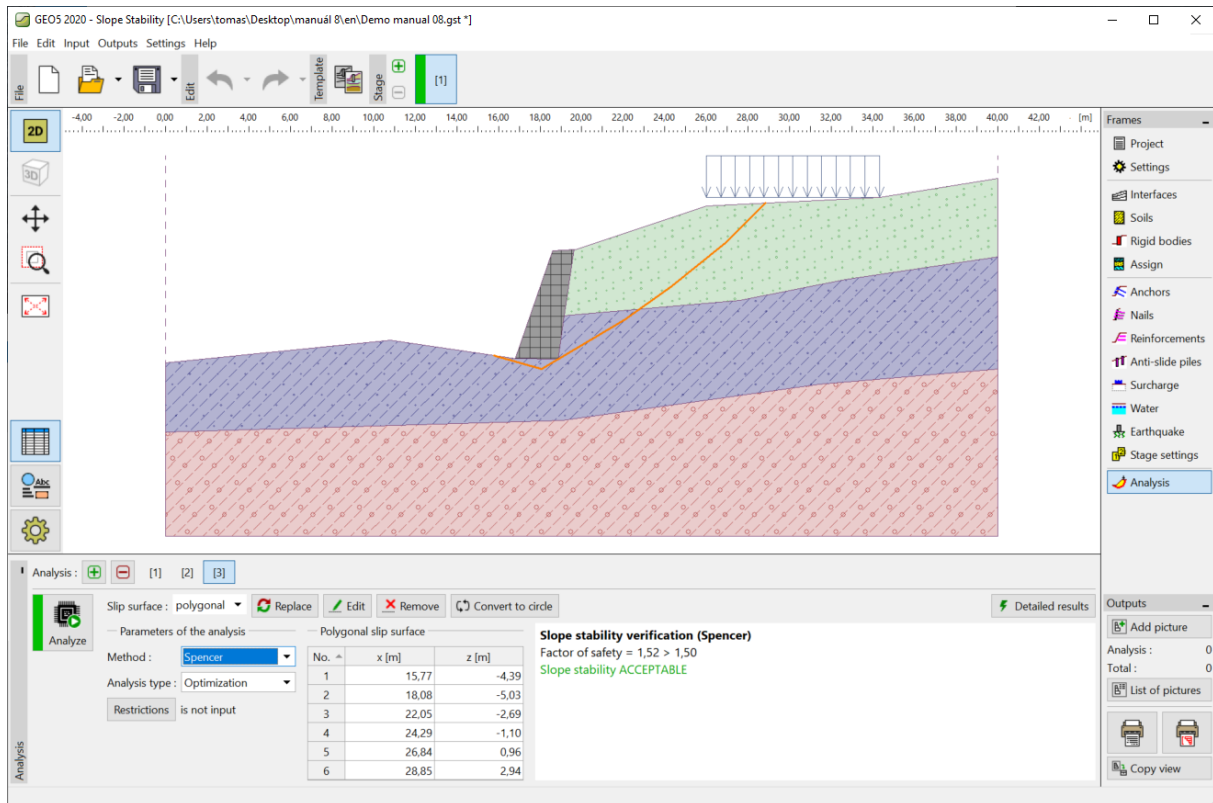 GEO5 2020 - Slope Stability [C:\Users\tomas\Desktop\manuál 8\en\Demo manual 08.gst *]
File Edit Input Outputs Settings Help
File
Edit
Template
Stage
[1]
2D
3D
Abc
-4,00 -2,00 0,00 2,00 4,00 6,00 8,00 10,00 12,00 14,00 16,00 18,00 20,00 22,00 24,00 26,00 28,00 30,00 32,00 34,00 36,00 38,00 40,00 42,00 [m]
Frames
Project
Settings
Interfaces
Soils
Rigid bodies
Assign
Anchors
Nails
Reinforcements
Anti-slide piles
Surcharge
Water
Earthquake
Stage settings
Analysis
Analysis : [1] [2] [3]
Analyze
Slip surface : polygonal Replace Edit Remove Convert to circle Detailed results
Parameters of the analysis
Method : Spencer
Analysis type : Optimization
Restrictions is not input
Polygonal slip surface
No. x [m] z [m]
1 15,77 -4,39
2 18,08 -5,03
3 22,05 -2,69
4 24,29 -1,10
5 26,84 0,96
6 28,85 2,94
Slope stability verification (Spencer)
Factor of safety = 1,52 > 1,50
Slope stability ACCEPTABLE
Analysis
Outputs
Add picture
Analysis : 0
Total : 0
List of pictures
Copy view